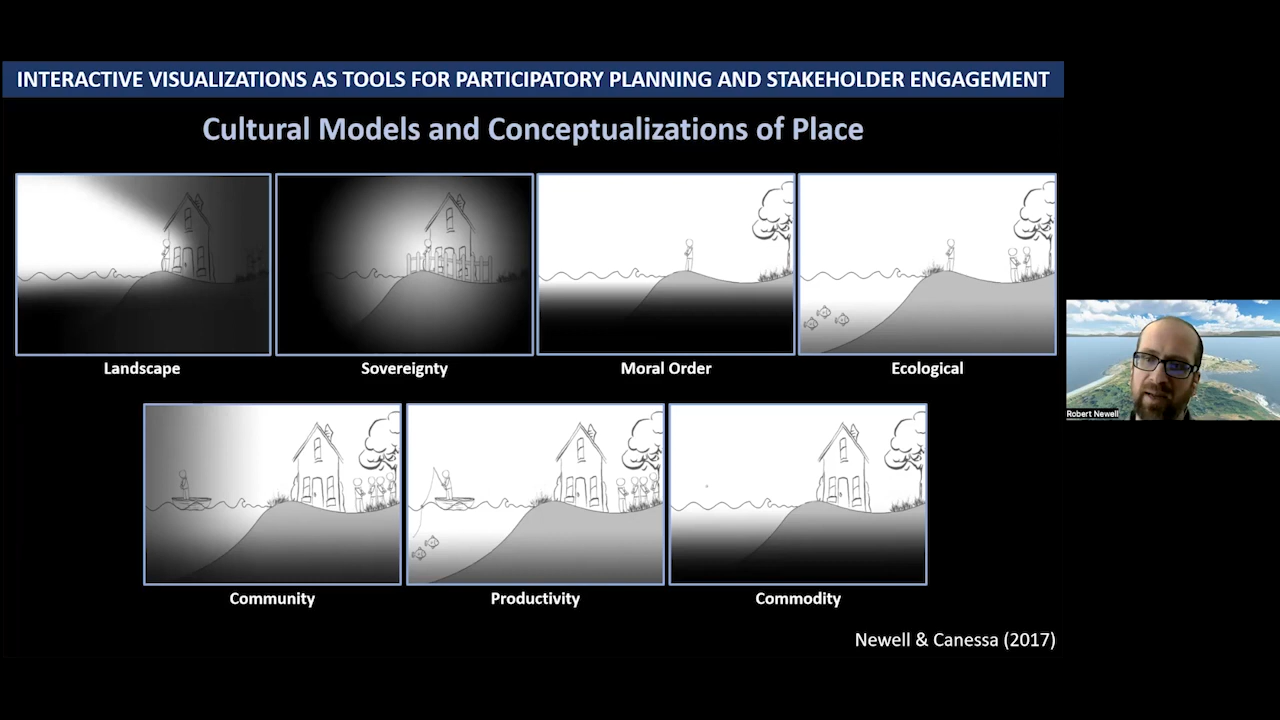 INTERACTIVE VISUALIZATIONS AS TOOLS FOR PARTICIPATORY PLANNING AND STAKEHOLDER ENGAGEMENT
Cultural Models and Conceptualizations of Place
Landscape
Sovereignty
Moral Order
Ecological
Robert Newell
Community
Productivity
Commodity
Newell & Canessa (2017)